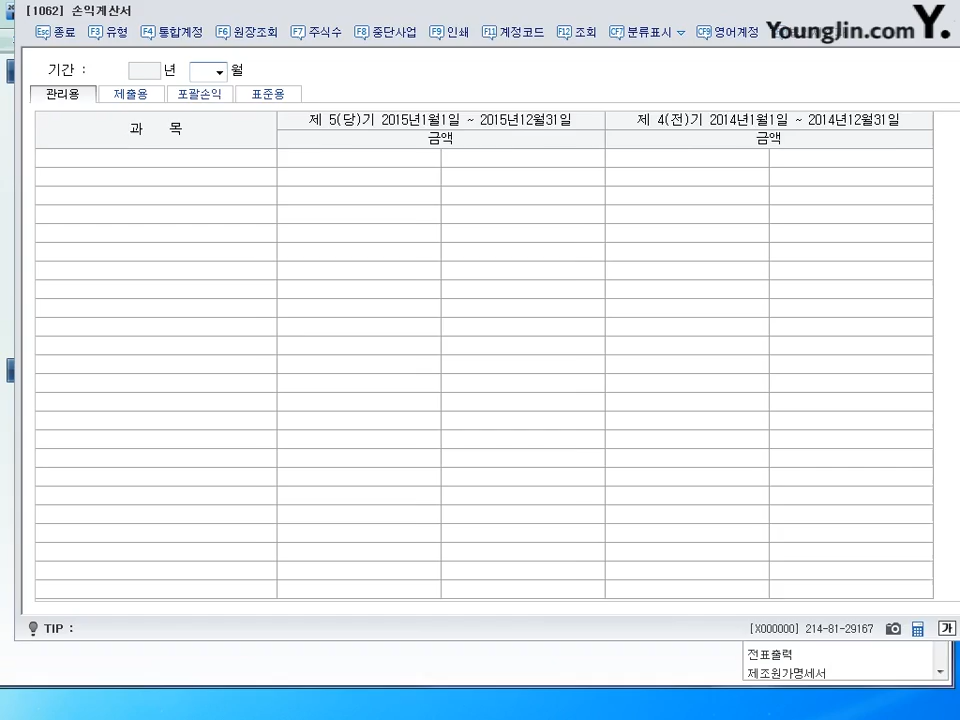 [1062] 손익계산서
Esc 종료 F3 유형 F4 통합계정 F6 원장조회 F7 주식수 F8 중단사업 F9 인쇄 F11 계정코드 F12 조회 CF7 분류표시 CF9 영어계정
YoungJin.com Y.
기간 : 년 월
관리용 제출용 포괄손익 표준용
과 목 제 5(당)기 2015년1월1일 ~ 2015년12월31일 제 4(전)기 2014년1월1일 ~ 2014년12월31일
금액 금액
TIP : [X000000] 214-81-29167 가
전표출력
제조원가명세서